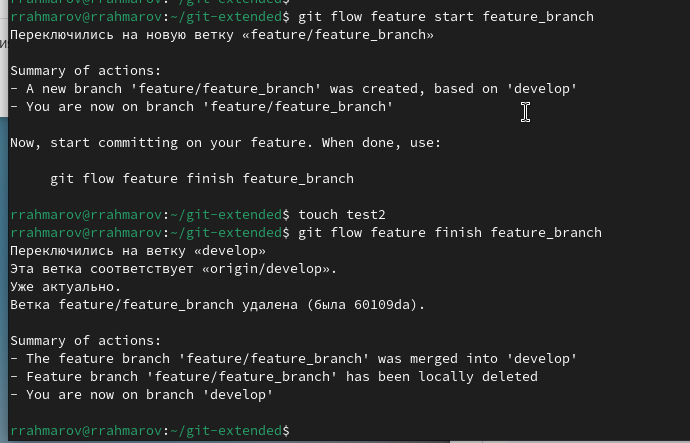 rrahmarov@rrahmarov:~/git-extended$ git flow feature start feature_branch
Переключились на новую ветку «feature/feature_branch»
Summary of actions:
- A new branch 'feature/feature_branch' was created, based on 'develop'
- You are now on branch 'feature/feature_branch'
Now, start committing on your feature. When done, use:
git flow feature finish feature_branch
rrahmarov@rrahmarov:~/git-extended$ touch test2
rrahmarov@rrahmarov:~/git-extended$ git flow feature finish feature_branch
Переключились на ветку «develop»
Эта ветка соответствует «origin/develop».
Уже актуально.
Ветка feature/feature_branch удалена (была 60109da).
Summary of actions:
- The feature branch 'feature/feature_branch' was merged into 'develop'
- Feature branch 'feature/feature_branch' has been locally deleted
- You are now on branch 'develop'
rrahmarov@rrahmarov:~/git-extended$